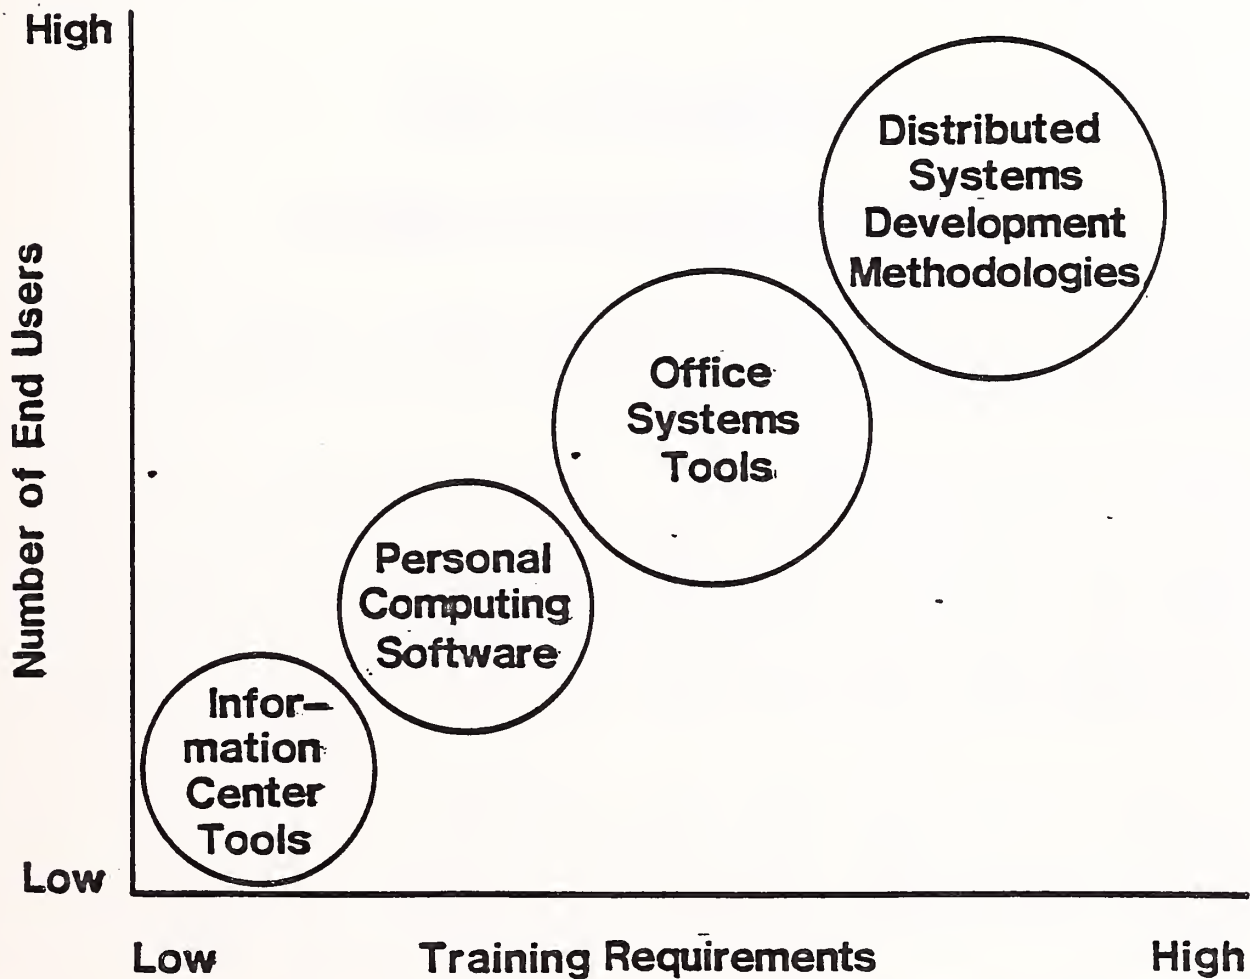 High
Distributed
Systems
Development
Methodologies
Office
Systems
Tools
Personal
Computing
Software
Infor-
mation
Center
Tools
Number of End Users
Low
Low Training Requirements High